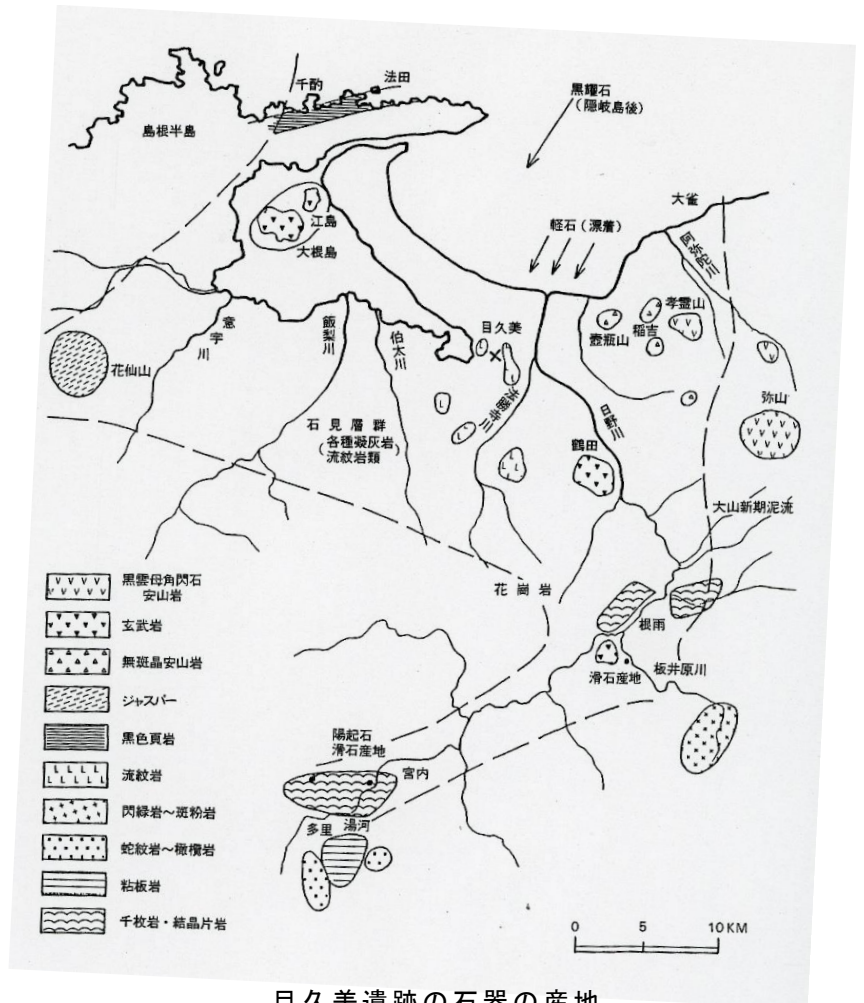 千酌
法田
島根半島
黒耀石
(隠岐島後)
大雀
軽石(漂着)
阿弥陀川
江島
大根島
目久美
壺瓶山
稲吉
孝霊山
意宇川
飯梨川
伯太川
花仙山
法勝寺川
日野川
弥山
石見層群
(各種凝灰岩
流紋岩類)
鶴田
大山新期泥流
花崗岩
根雨
滑石産地
板井原川
黒雲母角閃石
安山岩
玄武岩
無斑晶安山岩
ジャスパー
黒色頁岩
流紋岩
閃緑岩~斑粉岩
蛇紋岩~橄欖岩
粘板岩
千枚岩・結晶片岩
陽起石
滑石産地
宮内
多里
湯河
0 5 10KM
目久美遺跡の石器の産地